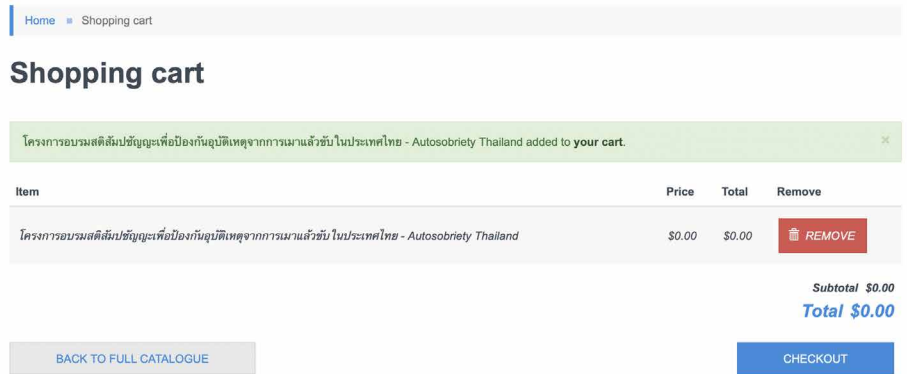 Home Shopping cart
Shopping cart
โครงการอบรมสติสัมปชัญญะเพื่อป้องกันอุบัติเหตุจากการเมาแล้วขับในประเทศไทย - Autosobriety Thailand added to your cart. ×
Item Price Total Remove
โครงการอบรมสติสัมปชัญญะเพื่อป้องกันอุบัติเหตุจากการเมาแล้วขับในประเทศไทย - Autosobriety Thailand $0.00 $0.00 REMOVE
Subtotal $0.00
Total $0.00
BACK TO FULL CATALOGUE CHECKOUT